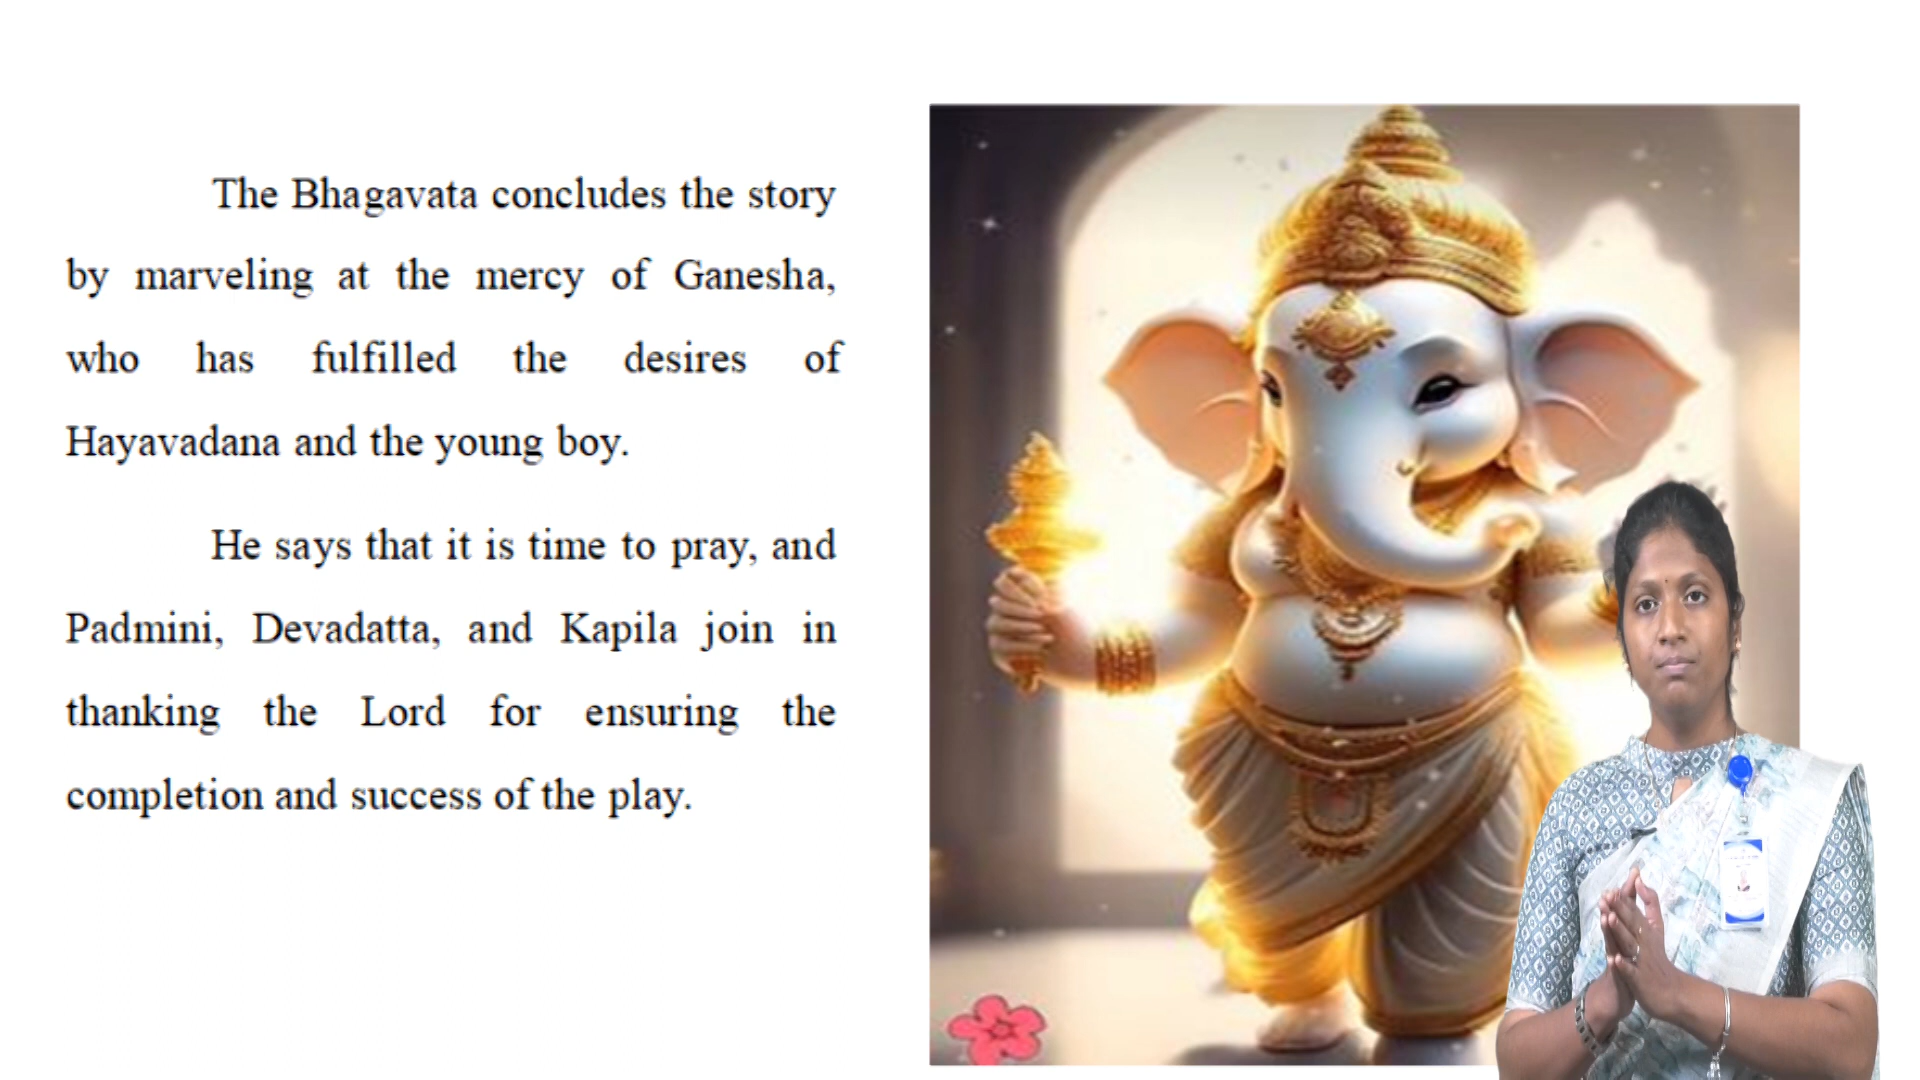 The Bhagavata concludes the story
by marveling at the mercy of Ganesha,
who has fulfilled the desires of
Hayavadana and the young boy.
He says that it is time to pray, and
Padmini, Devadatta, and Kapila join in
thanking the Lord for ensuring the
completion and success of the play.